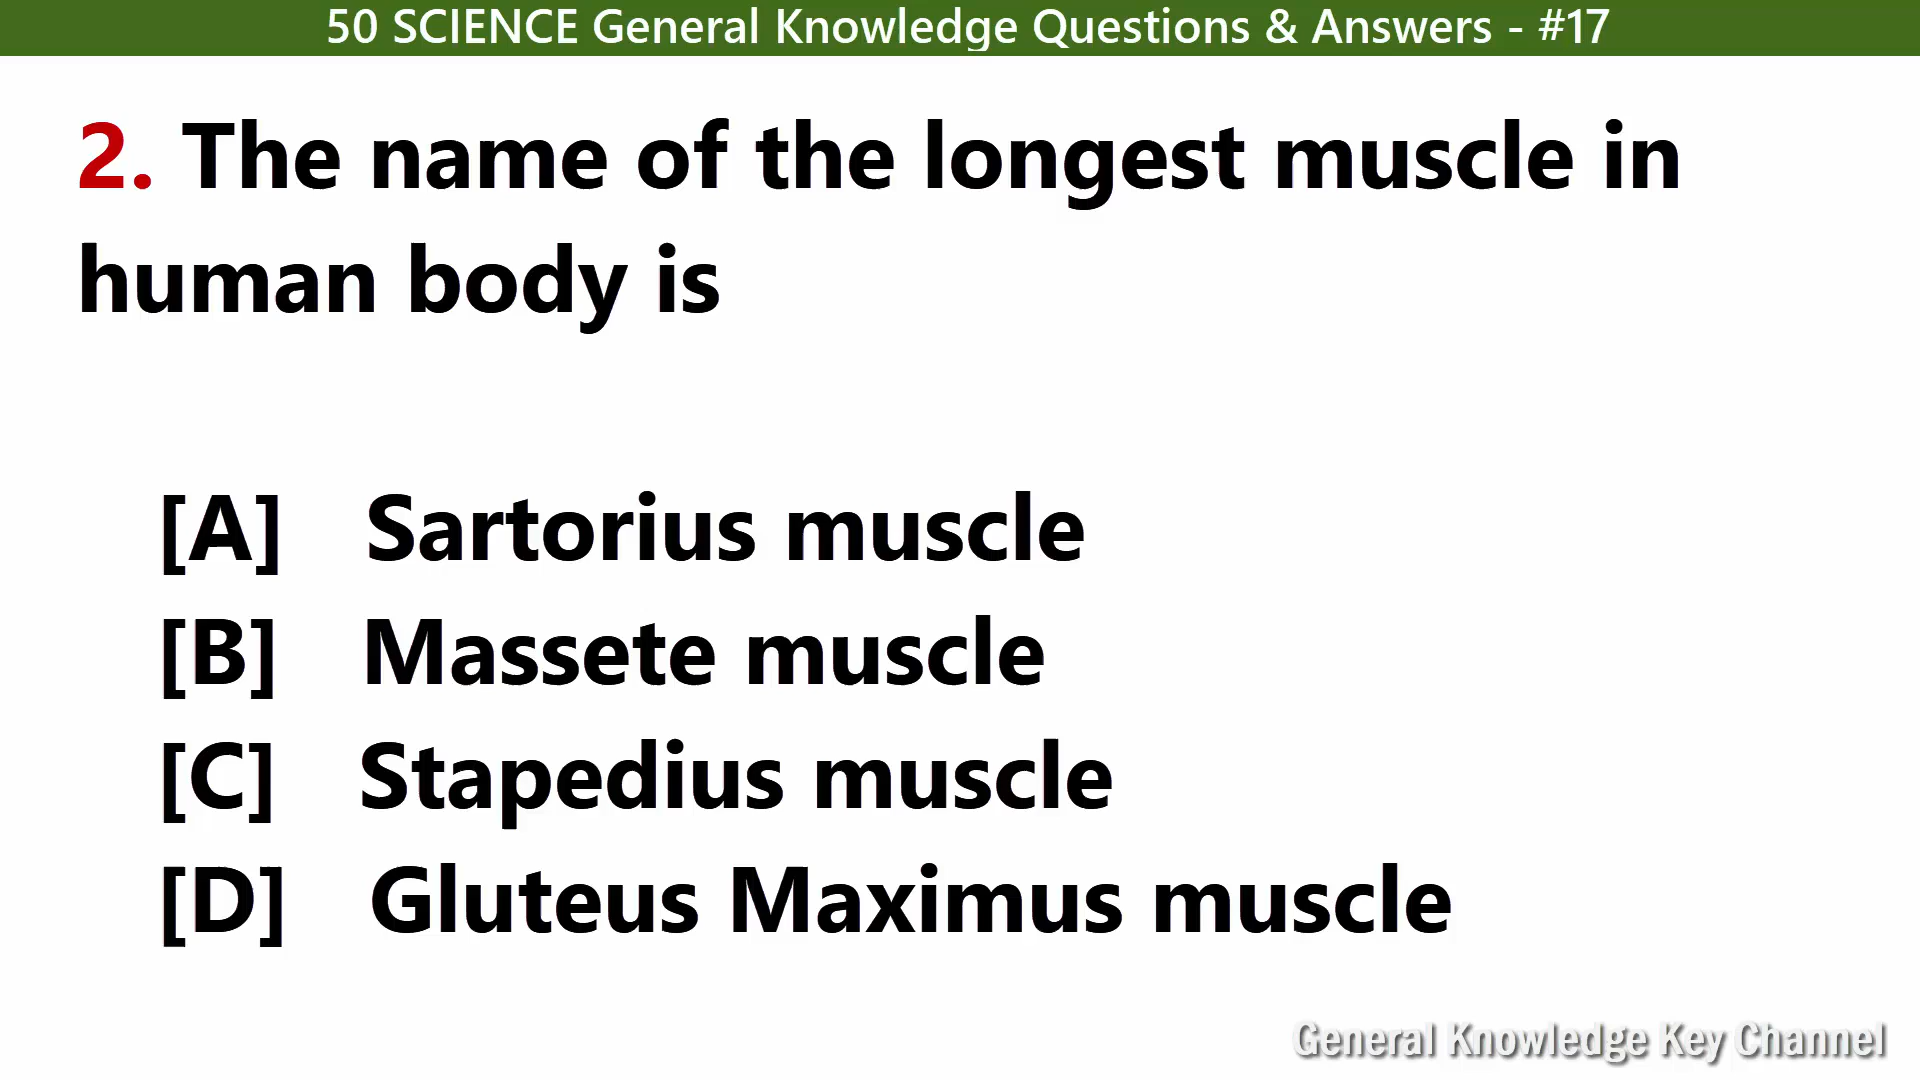 50 SCIENCE General Knowledge Questions & Answers - #17
2. The name of the longest muscle in
human body is
[A] Sartorius muscle
[B] Massete muscle
[C] Stapedius muscle
[D] Gluteus Maximus muscle
General Knowledge Key Channel